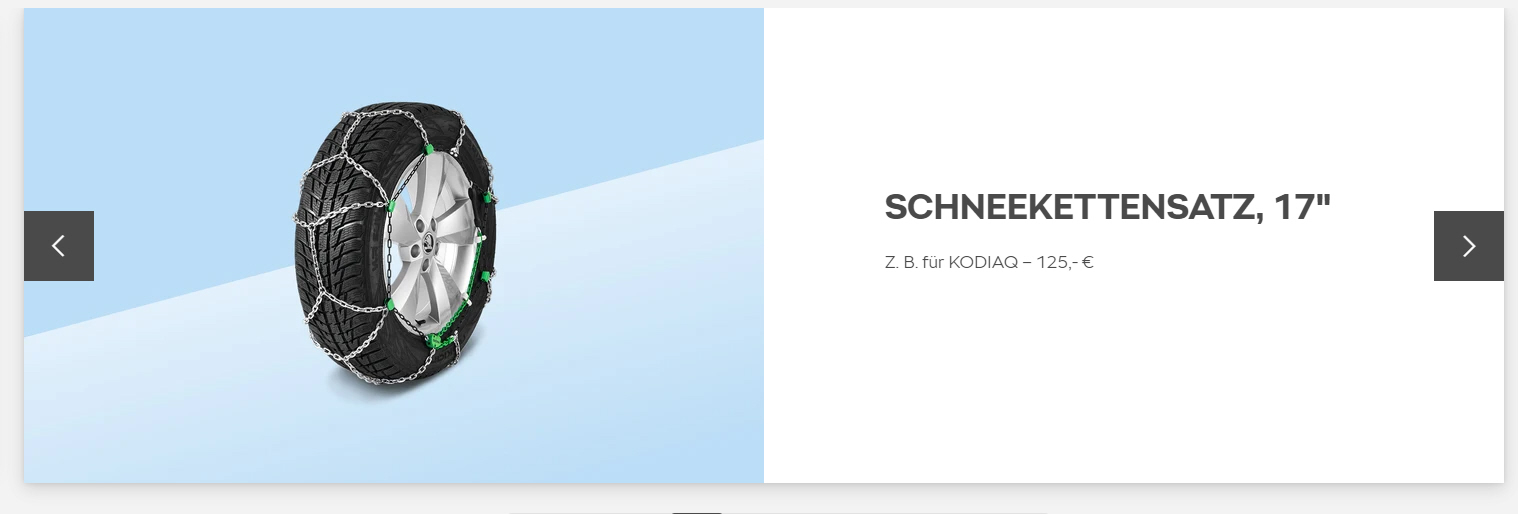 SCHNEEKETTENSATZ, 17"
Z. B. für KODIAQ – 125,- €